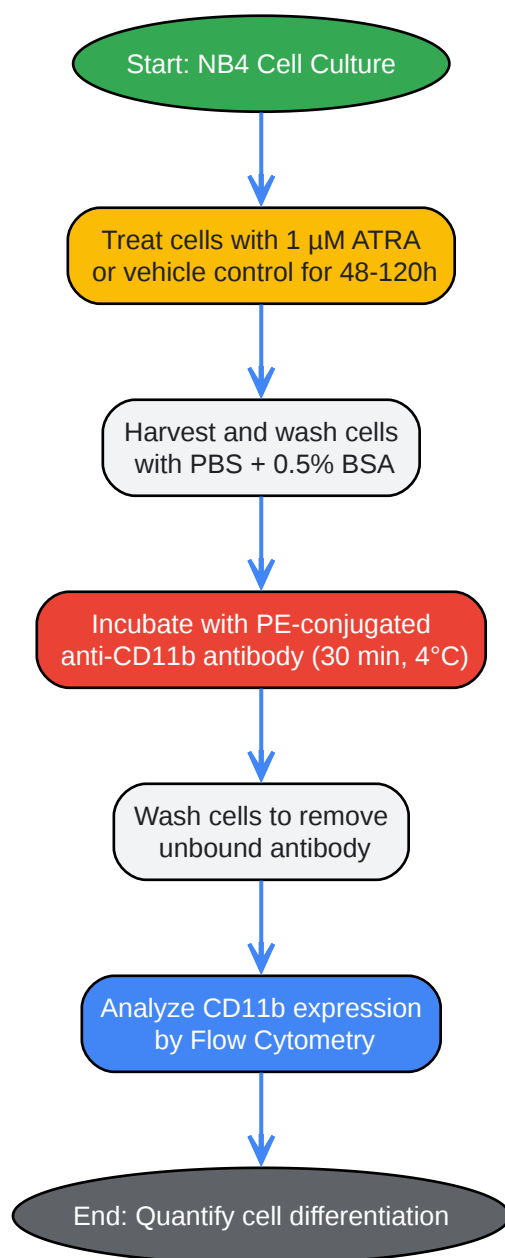 Start: NB4 Cell Culture
Treat cells with 1 µM ATRA
or vehicle control for 48-120h
Harvest and wash cells
with PBS + 0.5% BSA
Incubate with PE-conjugated
anti-CD11b antibody (30 min, 4°C)
Wash cells to remove
unbound antibody
Analyze CD11b expression
by Flow Cytometry
End: Quantify cell differentiation